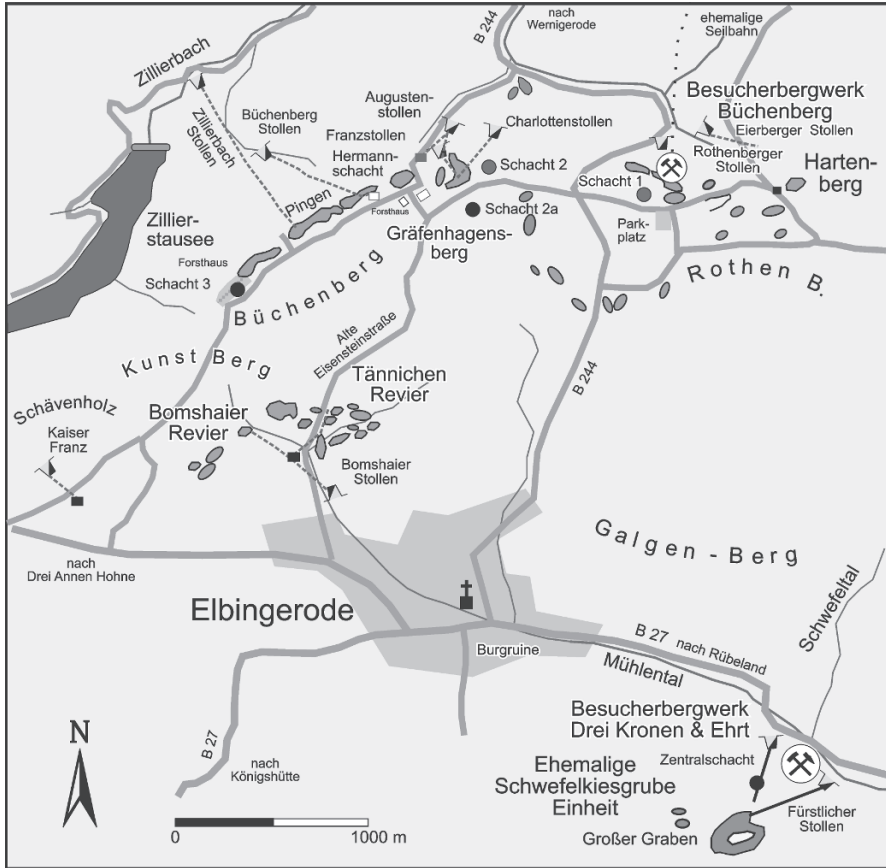 Zillierbach
B 244
nach
Wernigerode
ehemalige
Seilbahn
Augusten-
stollen
Besucherbergwerk
Büchenberg
Büchenberg
Stollen
Franzstollen
Charlottenstollen
Eierberger Stollen
Zillierbach
Stollen
Hermann-
schacht
Rothenberger
Stollen
Schacht 2
Harten-
berg
Schacht 1
Pingen
Forsthaus
Schacht 2a
Zillier-
stausee
Park-
platz
Gräfenhagens-
berg
Forsthaus
Schacht 3
Büchenberg
Rothen B.
Alte
Eisensteinstraße
Kunst Berg
B 244
Tännichen
Revier
Schävenholz
Bomshaier
Revier
Kaiser
Franz
Bomshaier
Stollen
Galgen-Berg
nach
Drei Annen Hohne
Schwefeltal
Elbingerode
B 27 nach Rübeland
Burgruine
Mühlental
Besucherbergwerk
Drei Kronen & Ehrt
B 27
N
nach
Königshütte
Zentralschacht
Ehemalige
Schwefelkiesgrube
Einheit
Fürstlicher
Stollen
Großer Graben
0 1000 m